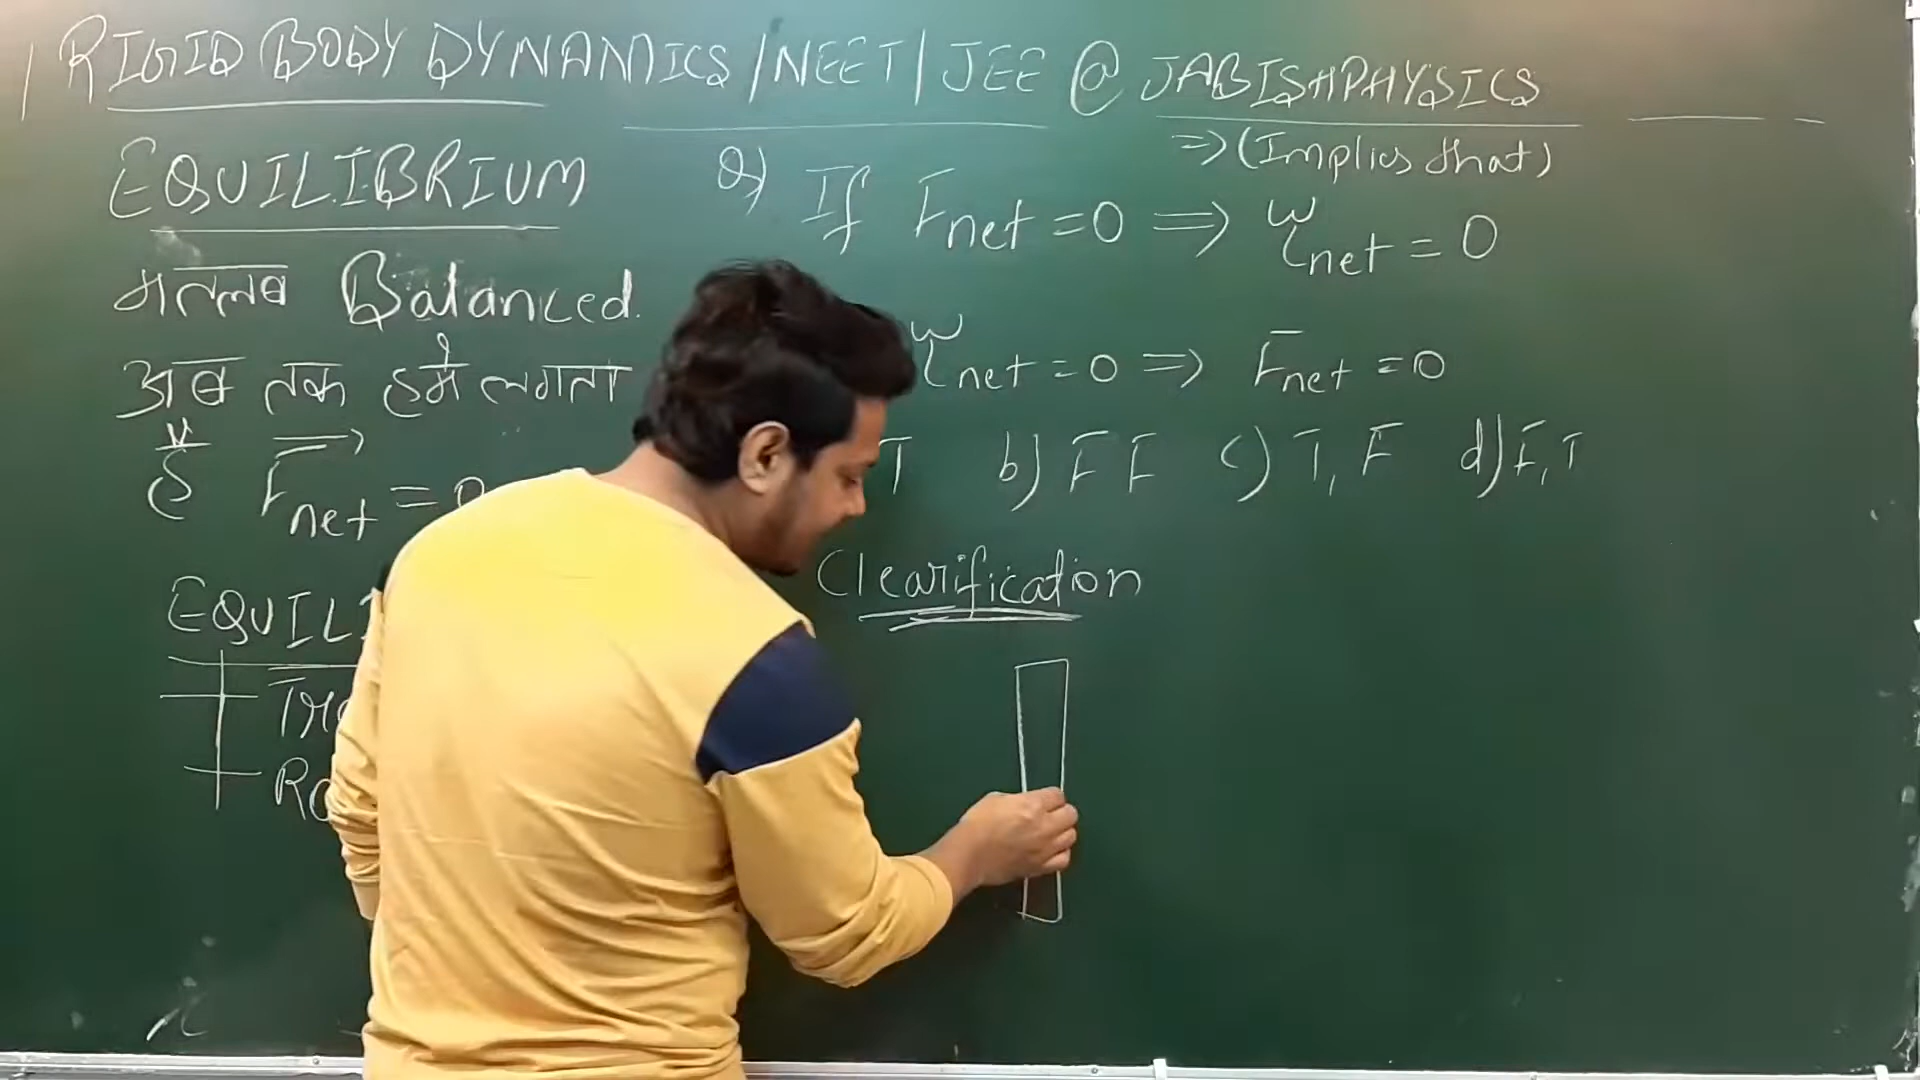 RIGID BODY DYNAMICS / NEET / JEE @ JABISHPHYSICS
EQUILIBRIUM
मतलब Balanced.
अब तक हमें लगता
है F net = 0
EQUIL
Tra
Ro
⇒ (Implies that)
Q) If Fnet = 0 ⇒ τnet = 0
τnet = 0 ⇒ Fnet = 0
T b) F F c) T, F d) F, T
Clearification